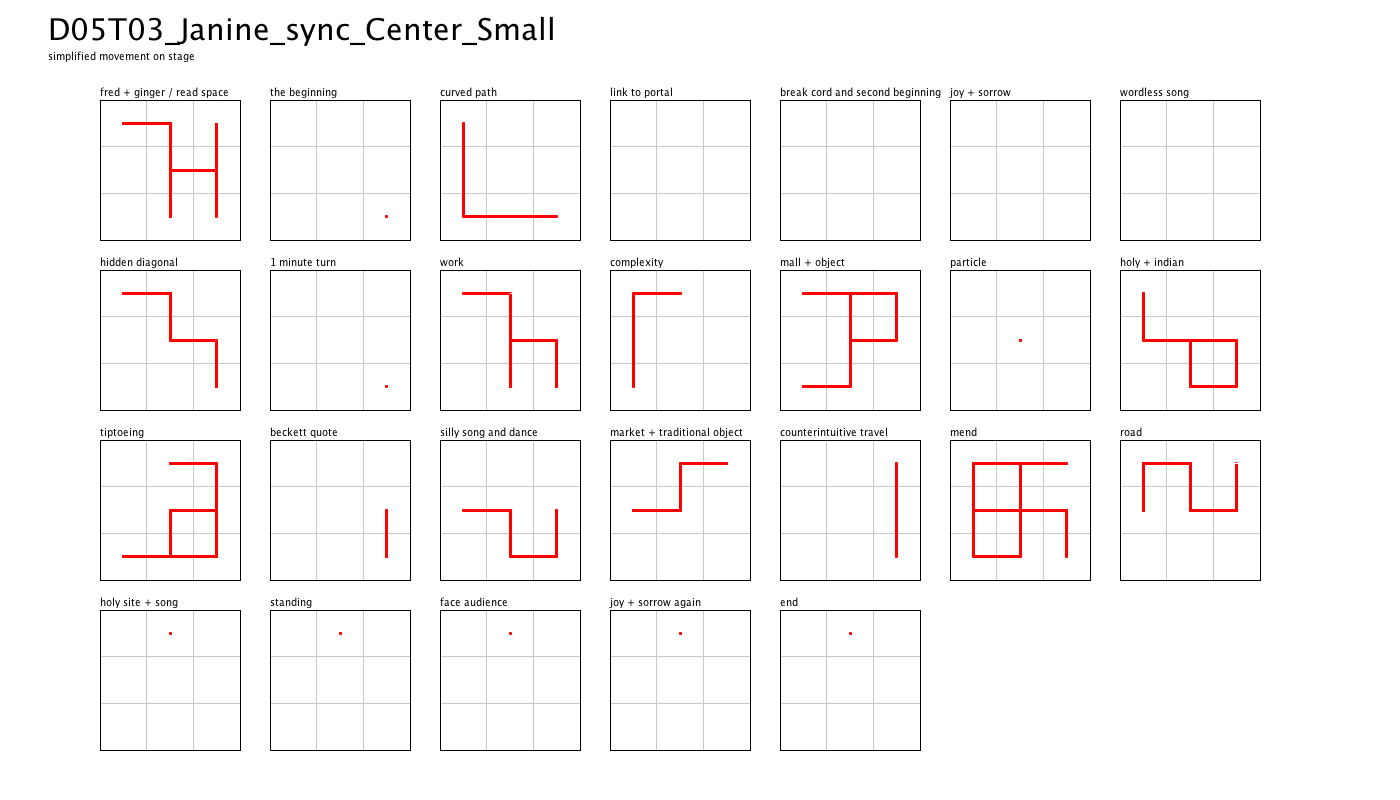 D05T03_Janine_sync_Center_Small
simplified movement on stage
fred + ginger / read space
the beginning
curved path
link to portal
break cord and second beginning
joy + sorrow
wordless song
hidden diagonal
1 minute turn
work
complexity
mall + object
particle
holy + indian
tiptoeing
beckett quote
silly song and dance
market + traditional object
counterintuitive travel
mend
road
holy site + song
standing
face audience
joy + sorrow again
end